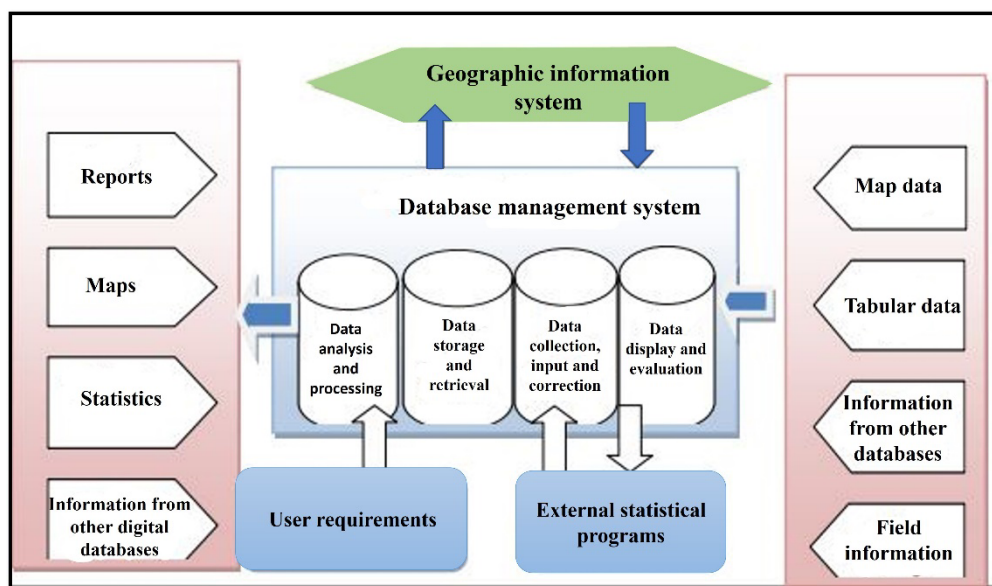 Geographic information
system
Reports
Maps
Statistics
Information from
other digital
databases
Database management system
Data
analysis
and
processing
Data
storage
and
retrieval
Data
collection,
input and
correction
Data
display and
evaluation
User requirements
External statistical
programs
Map data
Tabular data
Information
from other
databases
Field
information